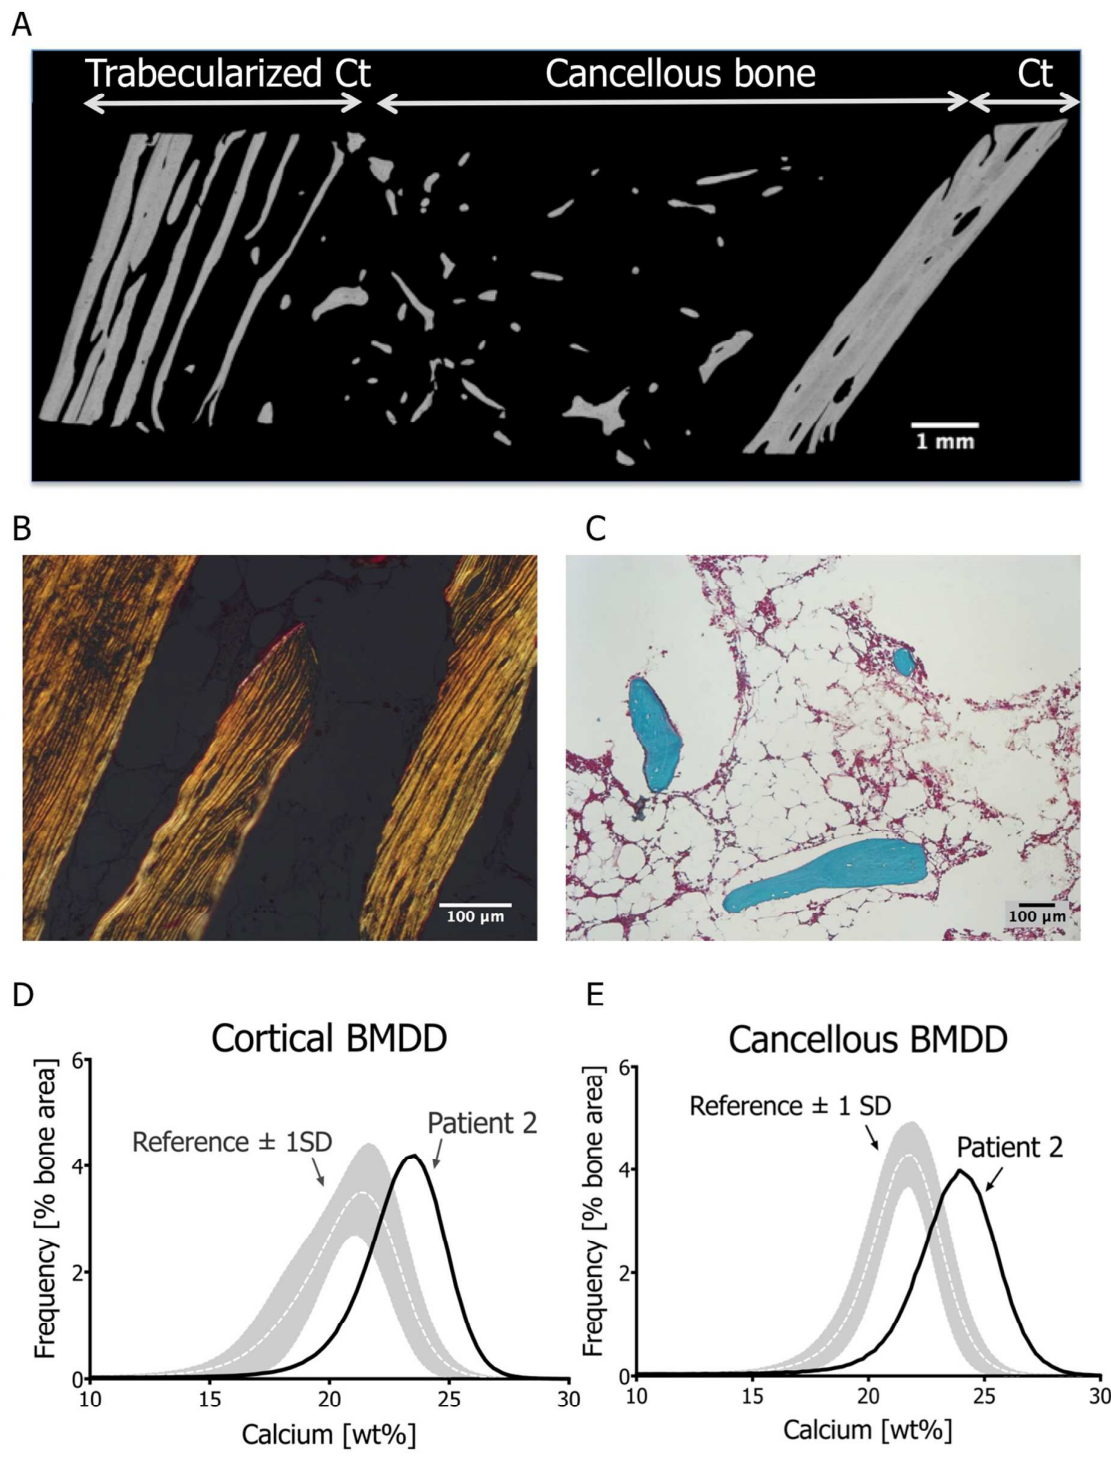 A
Trabecularized Ct
Cancellous bone
Ct
1 mm
B
C
100 µm
100 µm
D
E
Cortical BMDD
Frequency [% bone area]
6
4
2
0
Reference ± 1SD
Patient 2
10
15
20
25
30
Calcium [wt%]
Cancellous BMDD
Frequency [% bone area]
6
4
2
0
Reference ± 1 SD
Patient 2
10
15
20
25
30
Calcium [wt%]